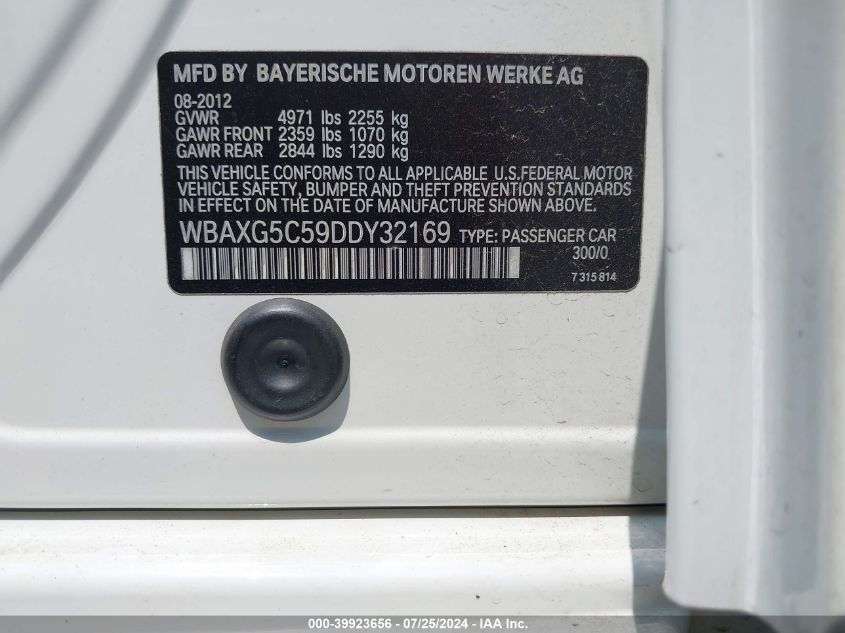 MFD BY BAYERISCHE MOTOREN WERKE AG
08-2012
GVWR 4971 lbs 2255 kg
GAWR FRONT 2359 lbs 1070 kg
GAWR REAR 2844 lbs 1290 kg
THIS VEHICLE CONFORMS TO ALL APPLICABLE U.S.FEDERAL MOTOR
VEHICLE SAFETY, BUMPER AND THEFT PREVENTION STANDARDS
IN EFFECT ON THE DATE OF MANUFACTURE SHOWN ABOVE.
WBAXG5C59DDY32169 TYPE: PASSENGER CAR
300/0
7 315 814
000-39923656 - 07/25/2024 - IAAI.com